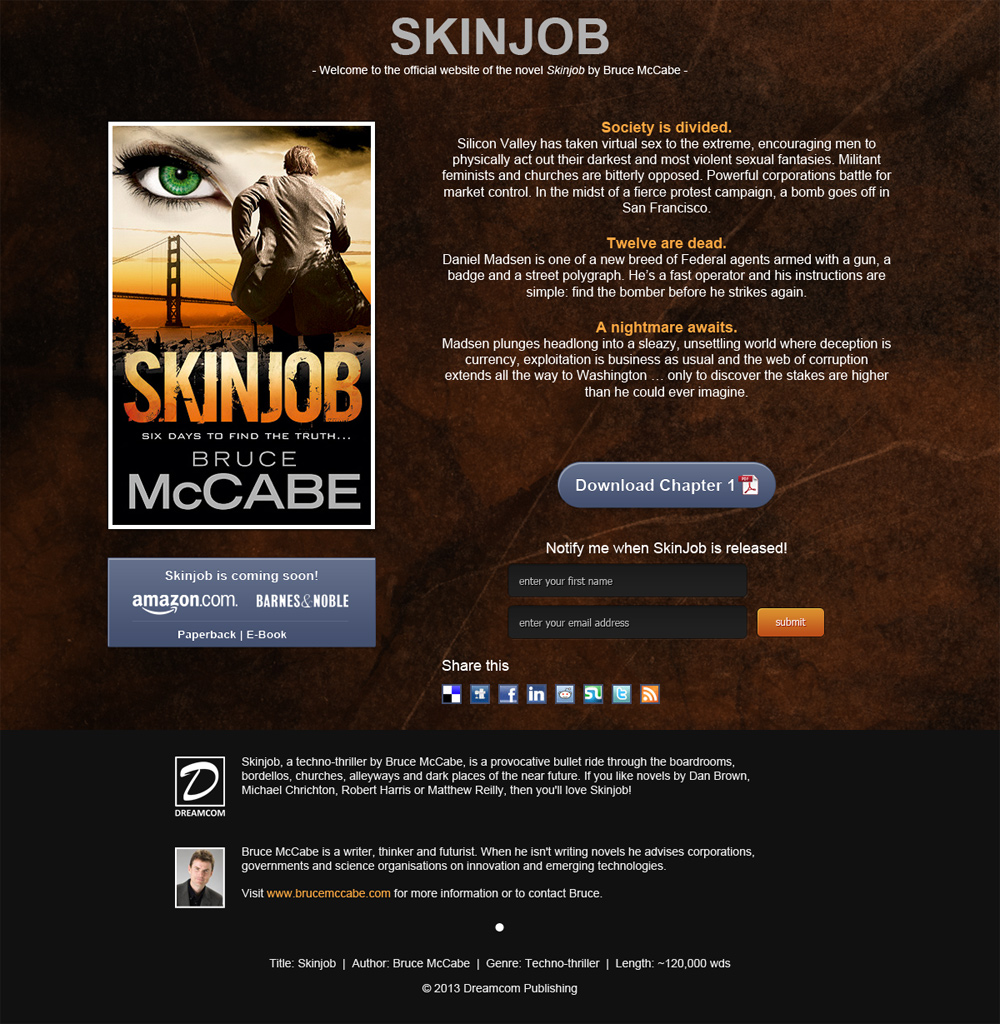 SKINJOB
- Welcome to the official website of the novel Skinjob by Bruce McCabe -
SKINJOB
SIX DAYS TO FIND THE TRUTH...
BRUCE
McCABE
Skinjob is coming soon!
amazon.com. BARNES&NOBLE
Paperback | E-Book
Society is divided.
Silicon Valley has taken virtual sex to the extreme, encouraging men to
physically act out their darkest and most violent sexual fantasies. Militant
feminists and churches are bitterly opposed. Powerful corporations battle for
market control. In the midst of a fierce protest campaign, a bomb goes off in
San Francisco.
Twelve are dead.
Daniel Madsen is one of a new breed of Federal agents armed with a gun, a
badge and a street polygraph. He's a fast operator and his instructions are
simple: find the bomber before he strikes again.
A nightmare awaits.
Madsen plunges headlong into a sleazy, unsettling world where deception is
currency, exploitation is business as usual and the web of corruption
extends all the way to Washington … only to discover the stakes are higher
than he could ever imagine.
Download Chapter 1 PDF
Notify me when SkinJob is released!
enter your first name
enter your email address
submit
Share this
Skinjob, a techno-thriller by Bruce McCabe, is a provocative bullet ride through the boardrooms,
bordellos, churches, alleyways and dark places of the near future. If you like novels by Dan Brown,
Michael Chrichton, Robert Harris or Matthew Reilly, then you'll love Skinjob!
D
DREAMCOM
Bruce McCabe is a writer, thinker and futurist. When he isn't writing novels he advises corporations,
governments and science organisations on innovation and emerging technologies.
Visit www.brucemccabe.com for more information or to contact Bruce.
Title: Skinjob | Author: Bruce McCabe | Genre: Techno-thriller | Length: ~120,000 wds
© 2013 Dreamcom Publishing